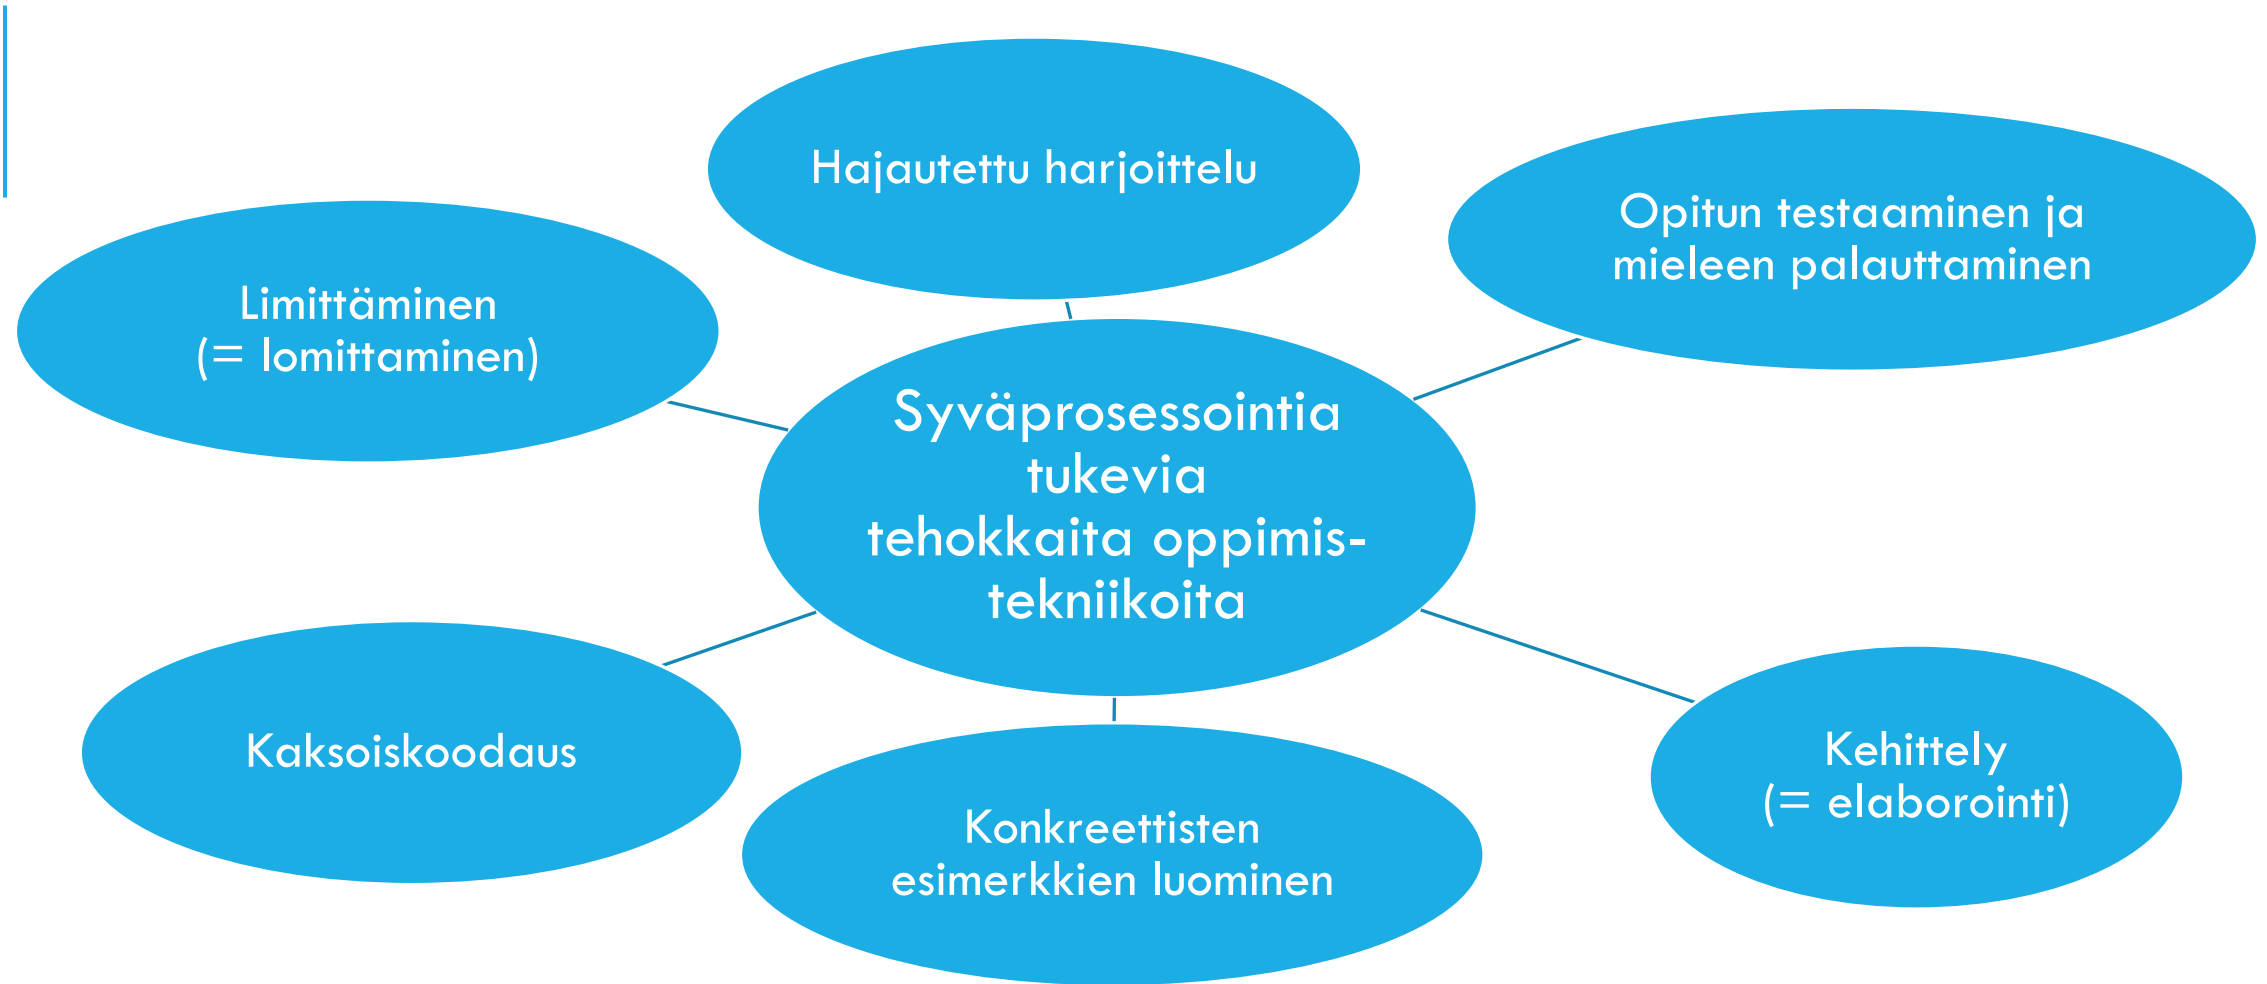 Hajautettu harjoittelu
Opitun testaaminen ja
mieleen palauttaminen
Limittäminen
(= lomittaminen)
Syväprosessointia
tukevia
tehokkaita oppimis-
tekniikoita
Kaksoiskoodaus
Kehittely
(= elaborointi)
Konkreettisten
esimerkkien luominen